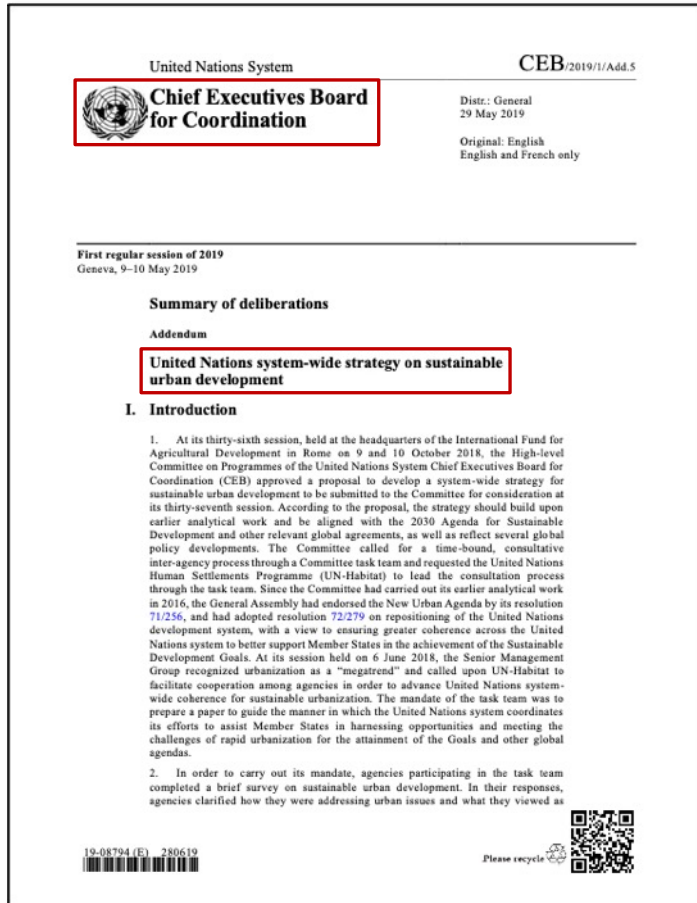 United Nations System
CEB/2019/1/Add.5
Chief Executives Board
for Coordination
Distr.: General
29 May 2019
Original: English
English and French only
First regular session of 2019
Geneva, 9–10 May 2019
Summary of deliberations
Addendum
United Nations system-wide strategy on sustainable
urban development
I. Introduction
1. At its thirty-sixth session, held at the headquarters of the International Fund for
Agricultural Development in Rome on 9 and 10 October 2018, the High-level
Committee on Programmes of the United Nations System Chief Executives Board for
Coordination (CEB) approved a proposal to develop a system-wide strategy for
sustainable urban development to be submitted to the Committee for consideration at
its thirty-seventh session. According to the proposal, the strategy should build upon
earlier analytical work and be aligned with the 2030 Agenda for Sustainable
Development and other relevant global agreements, as well as reflect several global
policy developments. The Committee called for a time-bound, consultative
inter-agency process through a Committee task team and requested the United Nations
Human Settlements Programme (UN-Habitat) to lead the consultation process
through the task team. Since the Committee had carried out its earlier analytical work
in 2016, the General Assembly had endorsed the New Urban Agenda by its resolution
71/256, and had adopted resolution 72/279 on repositioning of the United Nations
development system, with a view to ensuring greater coherence across the United
Nations system to better support Member States in the achievement of the Sustainable
Development Goals. At its session held on 6 June 2018, the Senior Management
Group recognized urbanization as a “megatrend” and called upon UN-Habitat to
facilitate cooperation among agencies in order to advance United Nations system-
wide coherence for sustainable urbanization. The mandate of the task team was to
prepare a paper to guide the manner in which the United Nations system coordinates
its efforts to assist Member States in harnessing opportunities and meeting the
challenges of rapid urbanization for the attainment of the Goals and other global
agendas.
2. In order to carry out its mandate, agencies participating in the task team
completed a brief survey on sustainable urban development. In their responses,
agencies clarified how they were addressing urban issues and what they viewed as
19-08794 (E) 280619
Please recycle